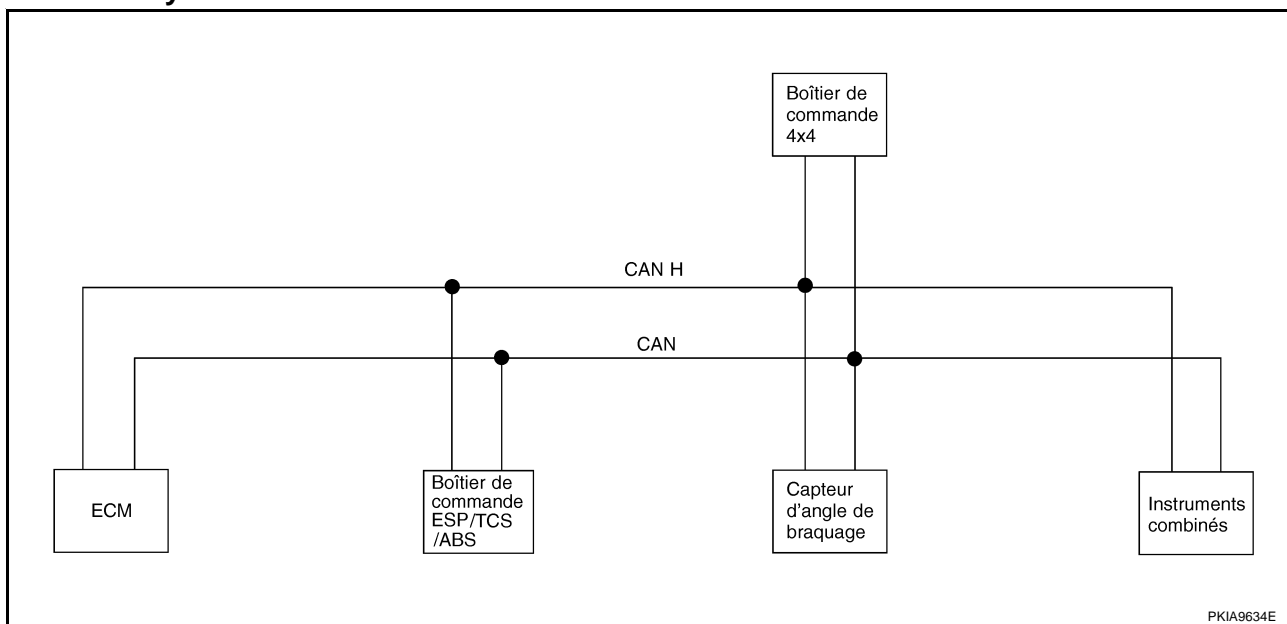 Boîtier de
commande
4x4
CAN H
CAN
ECM
Boîtier de
commande
ESP/TCS
/ABS
Capteur
d'angle de
braquage
Instruments
combinés
PKIA9634E